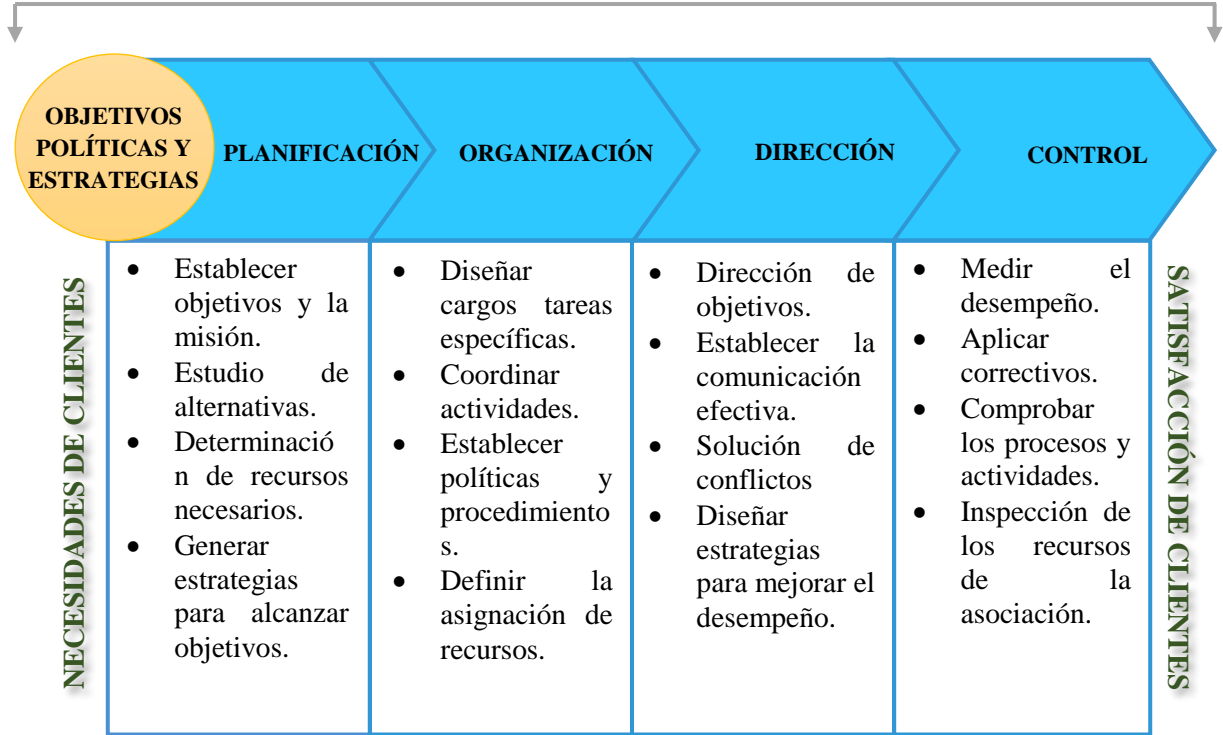 OBJETIVOS
POLÍTICAS Y
ESTRATEGIAS
PLANIFICACIÓN
ORGANIZACIÓN
DIRECCIÓN
CONTROL
NECESIDADES DE CLIENTES
• Establecer
objetivos y la
misión.
• Estudio de
alternativas.
• Determinació
n de recursos
necesarios.
• Generar
estrategias
para alcanzar
objetivos.
• Diseñar
cargos tareas
específicas.
• Coordinar
actividades.
• Establecer
políticas y
procedimiento
s.
• Definir la
asignación de
recursos.
• Dirección de
objetivos.
• Establecer la
comunicación
efectiva.
• Solución de
conflictos
• Diseñar
estrategias
para mejorar el
desempeño.
• Medir el
desempeño.
• Aplicar
correctivos.
• Comprobar
los procesos y
actividades.
• Inspección de
los recursos
de la
asociación.
SATISFACCIÓN DE CLIENTES